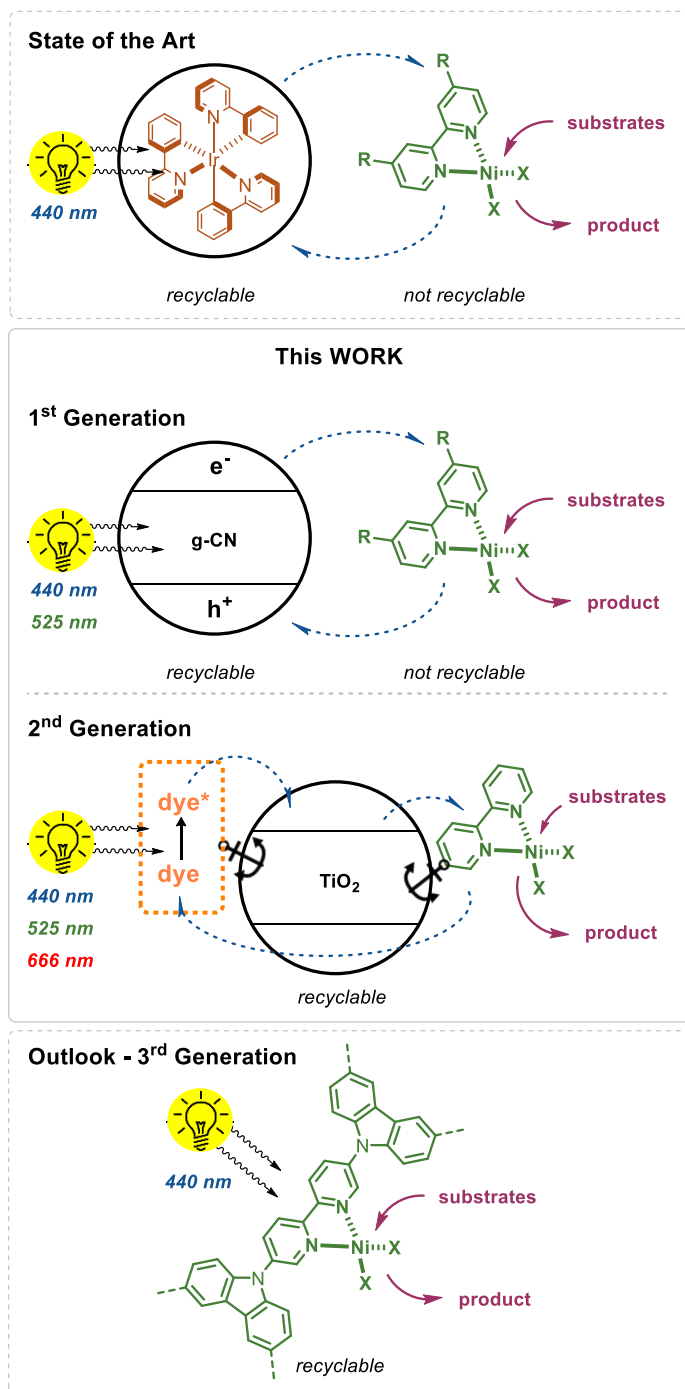 State of the Art
R
N
Ir
N
N
R
N
N
Ni
X
X
substrates
product
440 nm
recyclable
not recyclable
This WORK
1st Generation
e-
g-CN
h+
R
R
N
N
Ni
X
X
substrates
product
440 nm
525 nm
recyclable
not recyclable
2nd Generation
dye*
dye
TiO2
N
N
Ni
X
X
substrates
product
440 nm
525 nm
666 nm
recyclable
Outlook - 3rd Generation
440 nm
N
N
N
Ni
X
X
N
substrates
product
recyclable